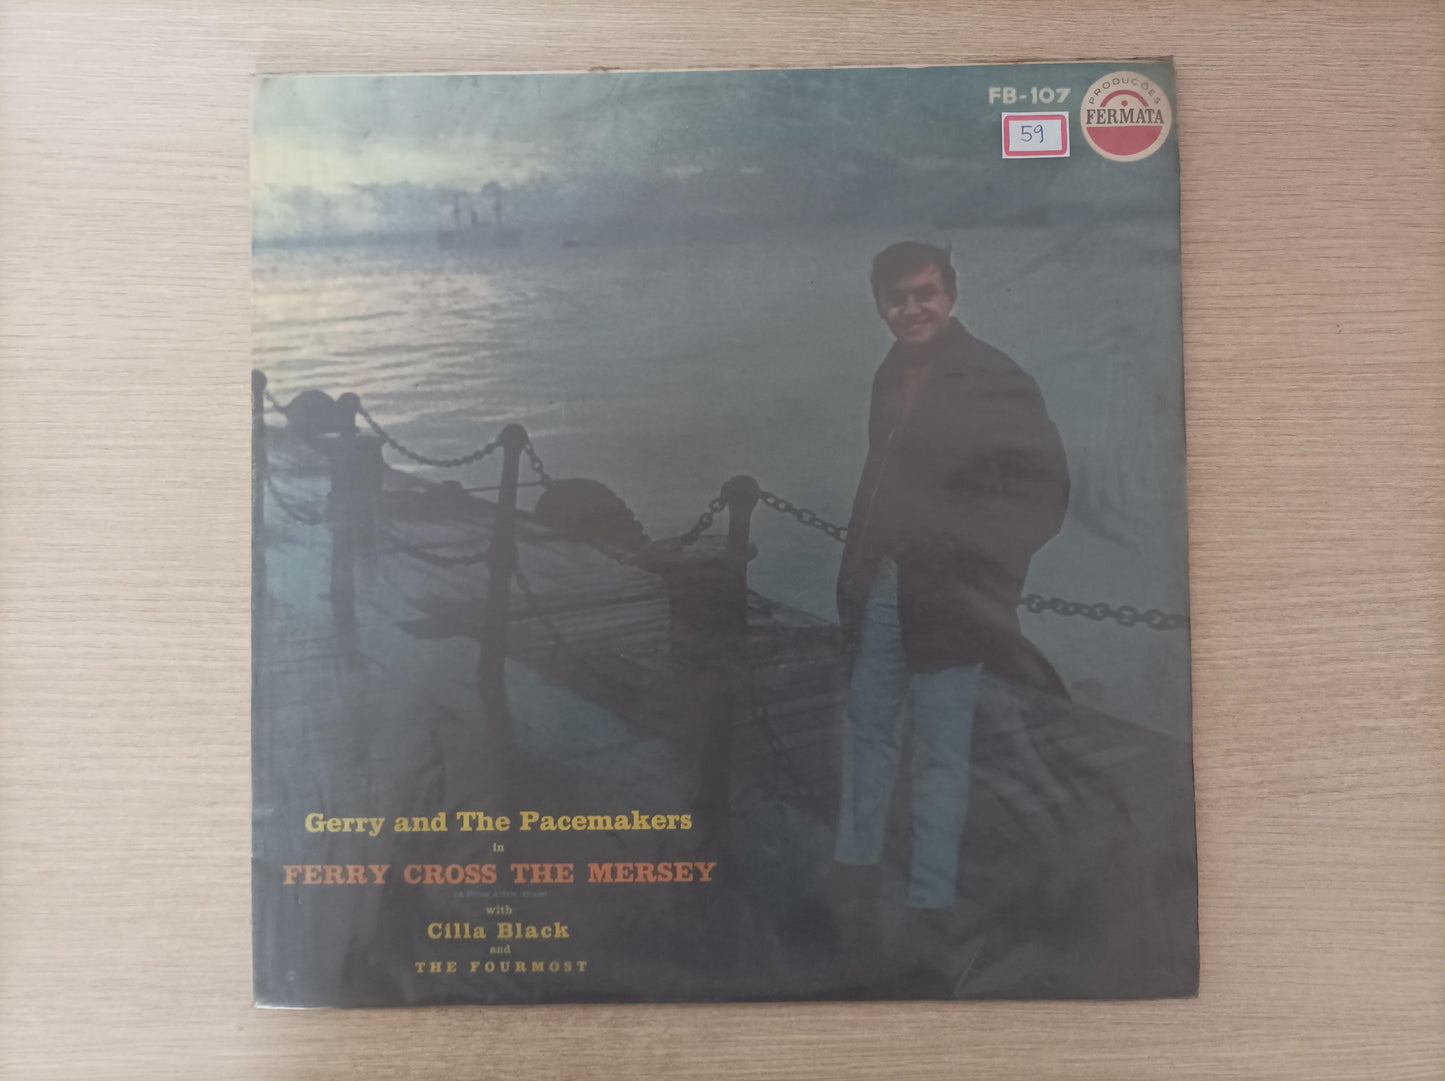 FB-107
PRODUÇÕES
FERMATA
59
Gerry and The Pacemakers
in
FERRY CROSS THE MERSEY
with
Cilla Black
and
THE FOURMOST